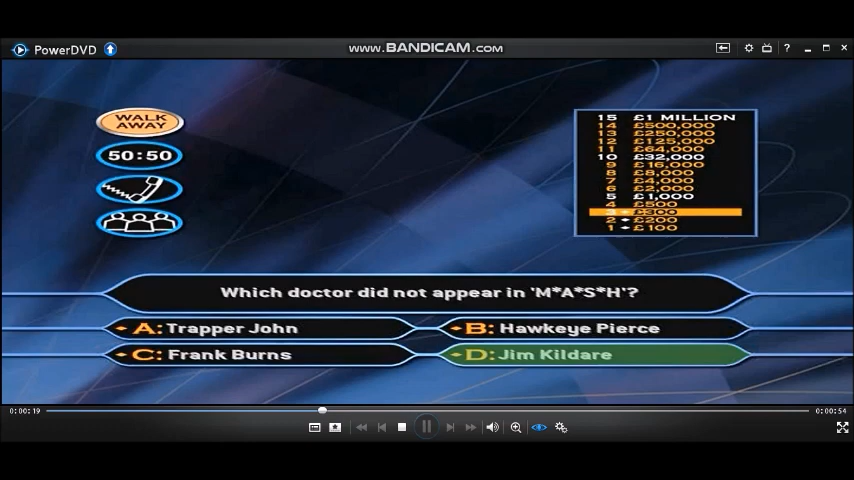 PowerDVD
www.BANDICAM.com
WALK
AWAY
50:50
15 £1 MILLION
14 £500,000
13 £250,000
12 £125,000
11 £64,000
10 £32,000
9 £16,000
8 £8,000
7 £4,000
6 £2,000
5 £1,000
4 £500
3 £300
2 £200
1 £100
Which doctor did not appear in 'M*A*S*H'?
A: Trapper John
B: Hawkeye Pierce
C: Frank Burns
D: Jim Kildare
0:00:19
0:00:54